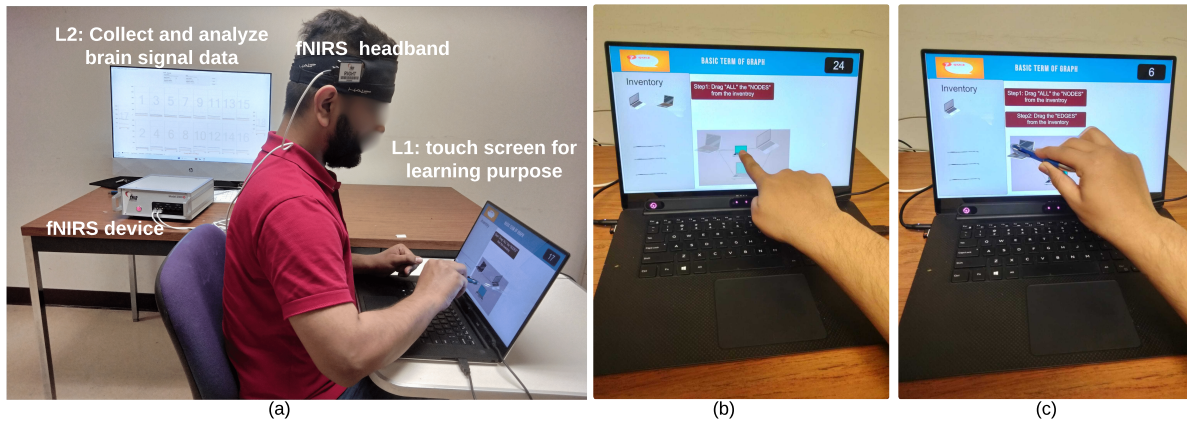 L2: Collect and analyze
brain signal data
fNIRS headband
L1: touch screen for
learning purpose
fNIRS device
1 3 5 7 9 11 13 15
2 4 6 8 10 12 14 16
17
(a)
BASIC TERM OF GRAPH
24
Inventory
Step1: Drag "ALL" the "NODES"
from the inventroy
(b)
BASIC TERM OF GRAPH
6
Inventory
Step1: Drag "ALL" the "NODES"
from the inventroy
Step2: Drag the "EDGES"
from the inventory
(c)